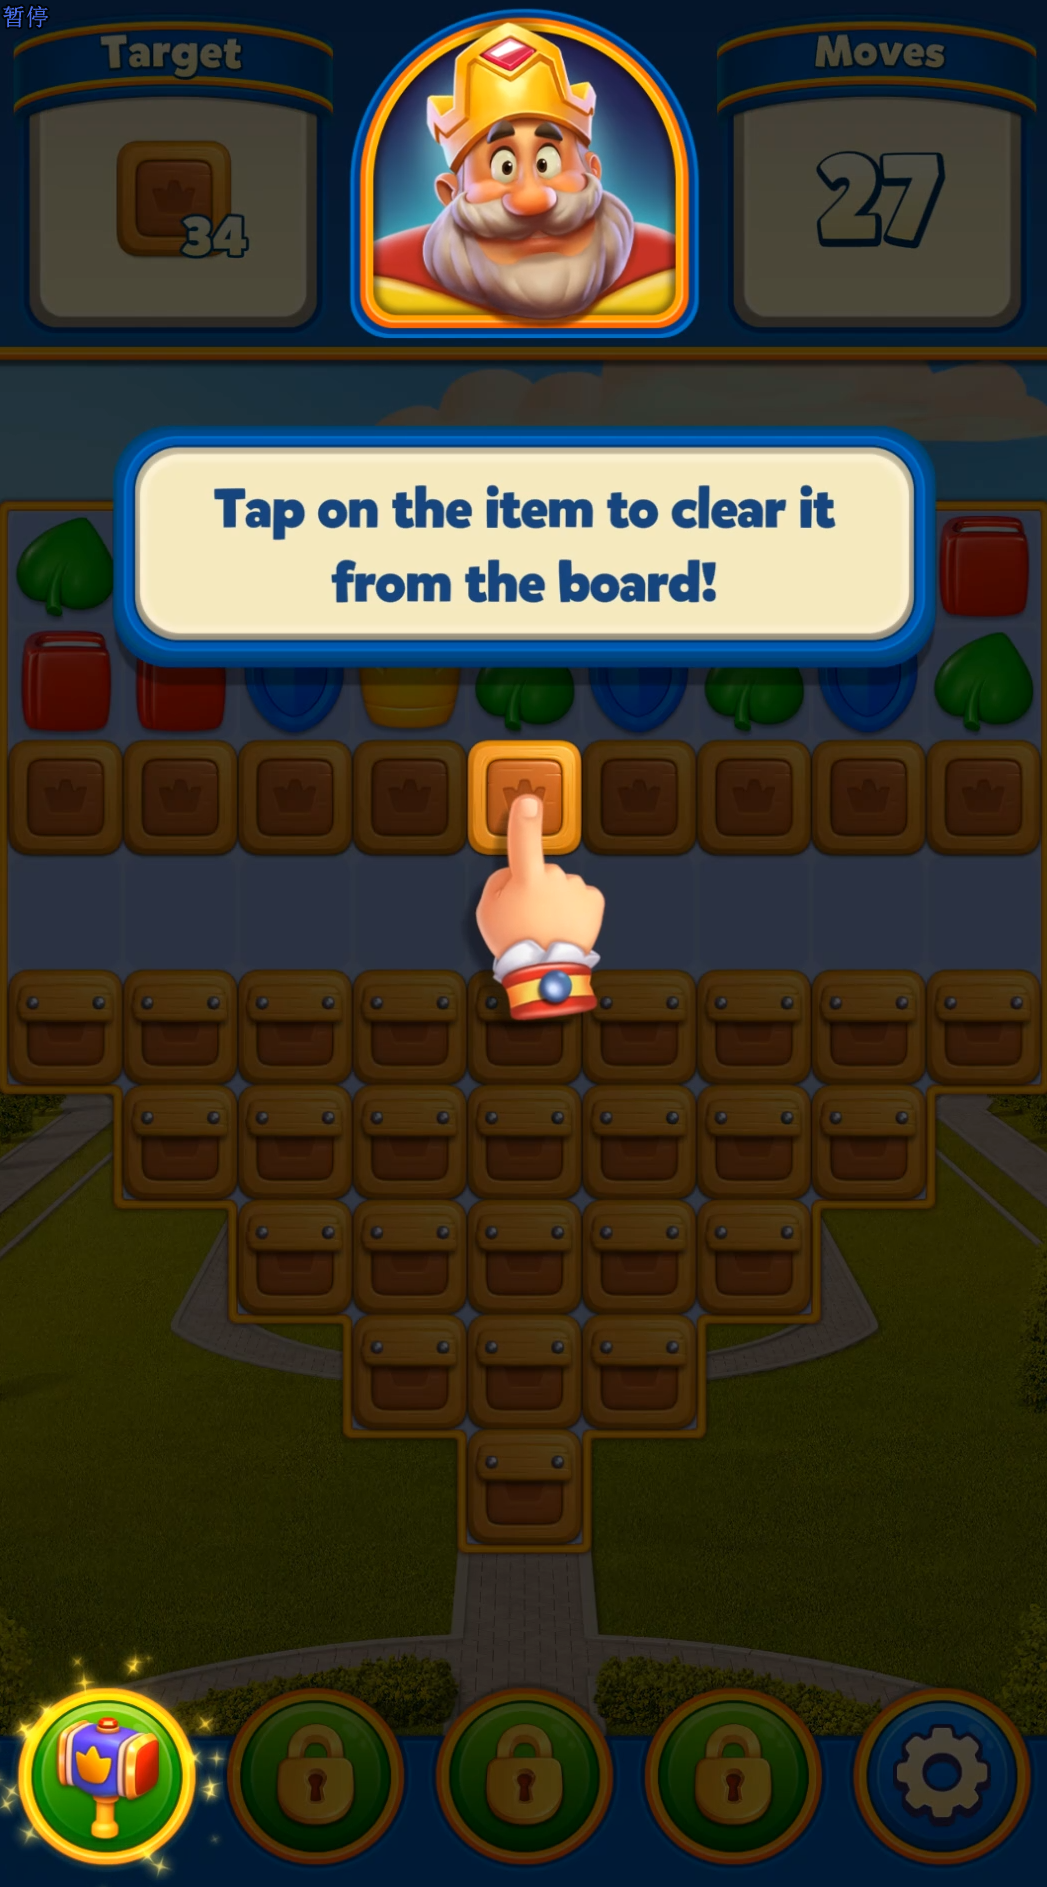 暂停
Target
Moves
34
27
Tap on the item to clear it
from the board!